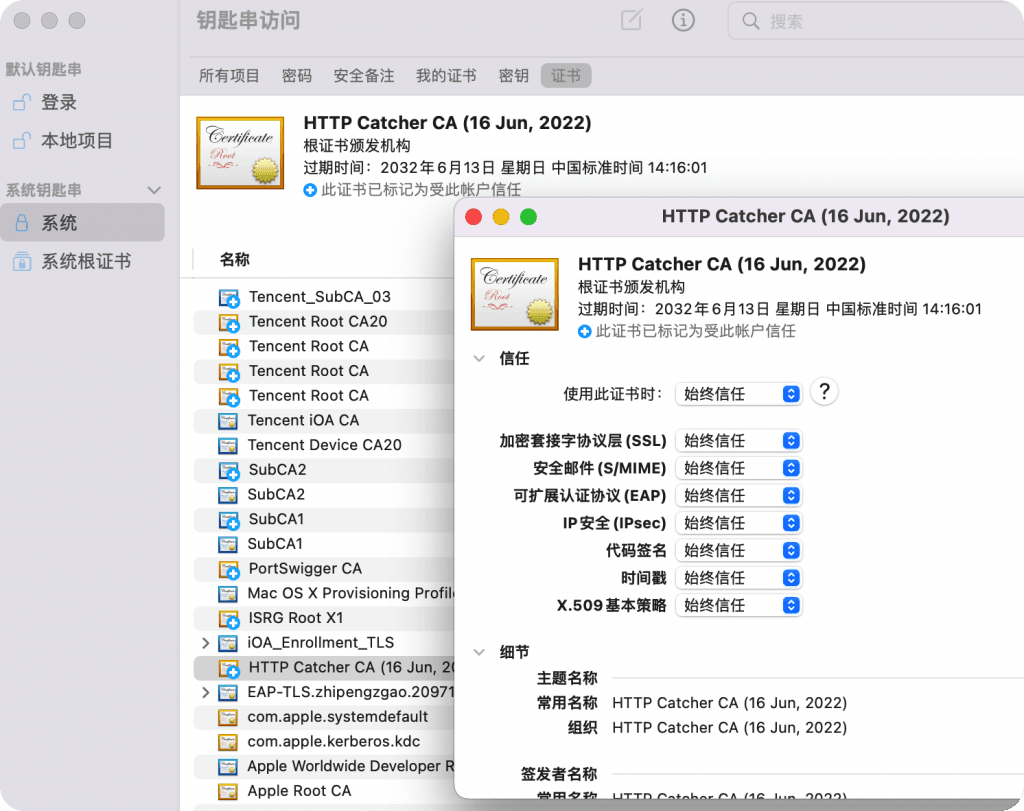 钥匙串访问
搜索
默认钥匙串
登录
本地项目
系统钥匙串
系统
系统根证书
所有项目 密码 安全备注 我的证书 密钥 证书
Certificate
Root
HTTP Catcher CA (16 Jun, 2022)
根证书颁发机构
过期时间：2032年6月13日 星期日 中国标准时间 14:16:01
此证书已标记为受此帐户信任
名称
Tencent_SubCA_03
Tencent Root CA20
Tencent Root CA
Tencent Root CA
Tencent Root CA
Tencent iOA CA
Tencent Device CA20
SubCA2
SubCA2
SubCA1
SubCA1
PortSwigger CA
Mac OS X Provisioning Profile
ISRG Root X1
iOA_Enrollment_TLS
HTTP Catcher CA (16 Jun, 20
EAP-TLS.zhipengzgao.20971
com.apple.systemdefault
com.apple.kerberos.kdc
Apple Worldwide Developer R
Apple Root CA
HTTP Catcher CA (16 Jun, 2022)
Certificate
Root
HTTP Catcher CA (16 Jun, 2022)
根证书颁发机构
过期时间：2032年6月13日 星期日 中国标准时间 14:16:01
此证书已标记为受此帐户信任
信任
使用此证书时： 始终信任 ?
加密套接字协议层 (SSL) 始终信任
安全邮件 (S/MIME) 始终信任
可扩展认证协议 (EAP) 始终信任
IP 安全 (IPsec) 始终信任
代码签名 始终信任
时间戳 始终信任
X.509 基本策略 始终信任
细节
主题名称
常用名称 HTTP Catcher CA (16 Jun, 2022)
组织 HTTP Catcher CA (16 Jun, 2022)
签发者名称
常用名称 HTTP Catcher CA (16 Jun, 2022)